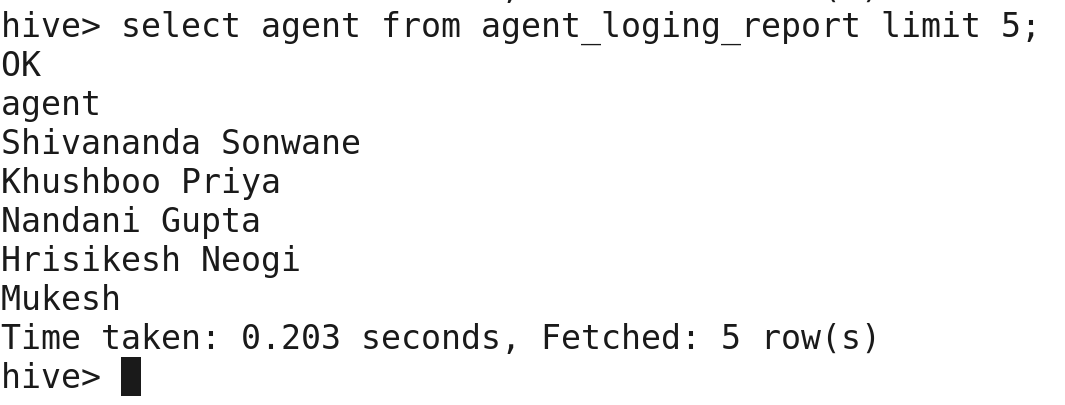 hive> select agent from agent_loging_report limit 5;
OK
agent
Shivananda Sonwane
Khushboo Priya
Nandani Gupta
Hrisikesh Neogi
Mukesh
Time taken: 0.203 seconds, Fetched: 5 row(s)
hive>